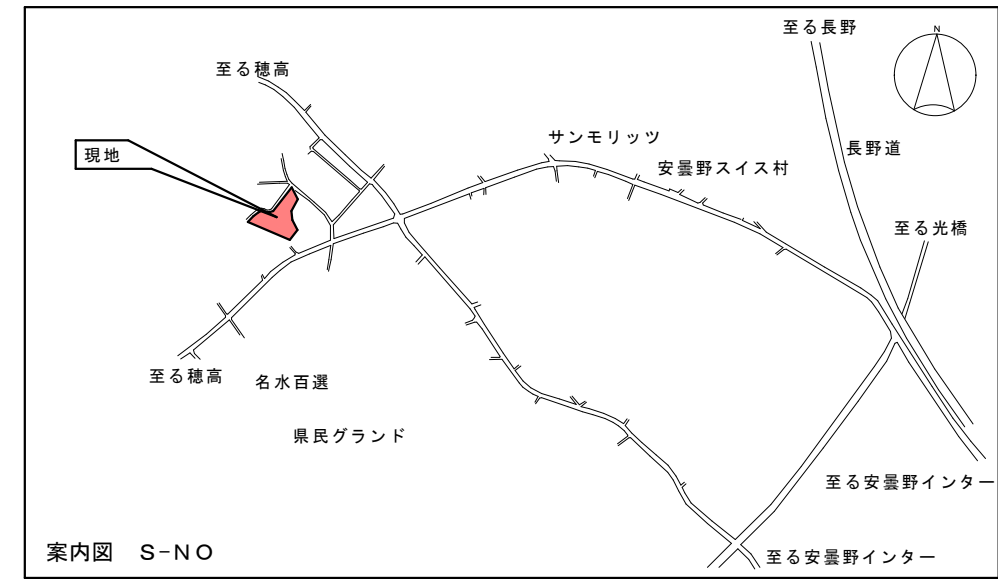 至る長野
N
至る穂高
サンモリッツ
長野道
現地
安曇野スイス村
至る光橋
至る穂高
名水百選
県民グランド
至る安曇野インター
案内図 S-NO
至る安曇野インター